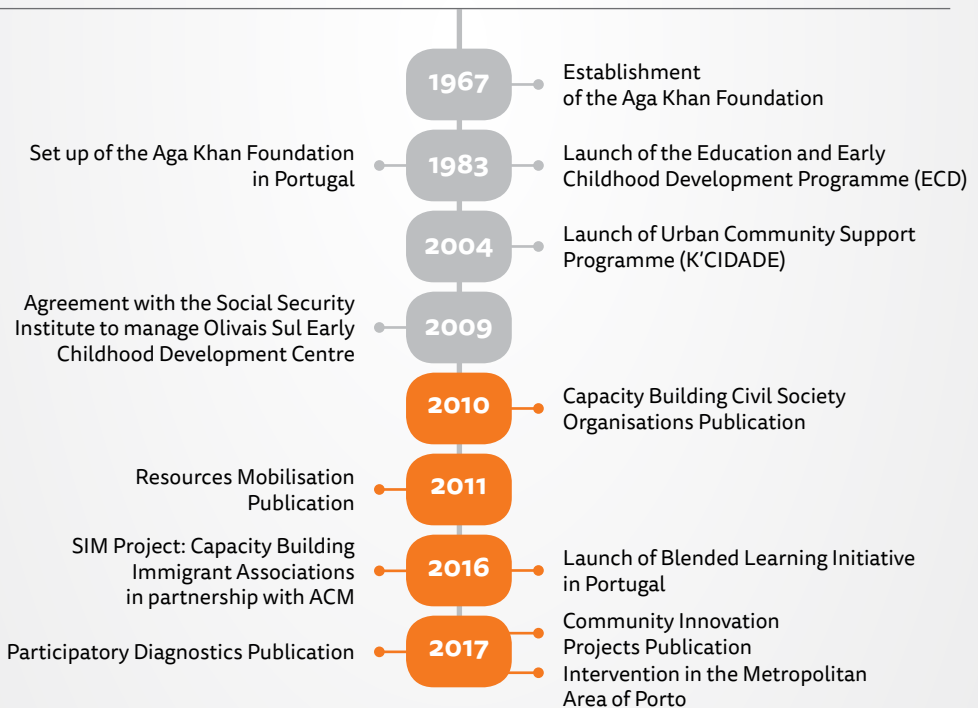 1967
Establishment
of the Aga Khan Foundation
Set up of the Aga Khan Foundation
in Portugal
1983
Launch of the Education and Early
Childhood Development Programme (ECD)
2004
Launch of Urban Community Support
Programme (K'CIDADE)
Agreement with the Social Security
Institute to manage Olivais Sul Early
Childhood Development Centre
2009
2010
Capacity Building Civil Society
Organisations Publication
Resources Mobilisation
Publication
2011
SIM Project: Capacity Building
Immigrant Associations
in partnership with ACM
2016
Launch of Blended Learning Initiative
in Portugal
Participatory Diagnostics Publication
2017
Community Innovation
Projects Publication
Intervention in the Metropolitan
Area of Porto